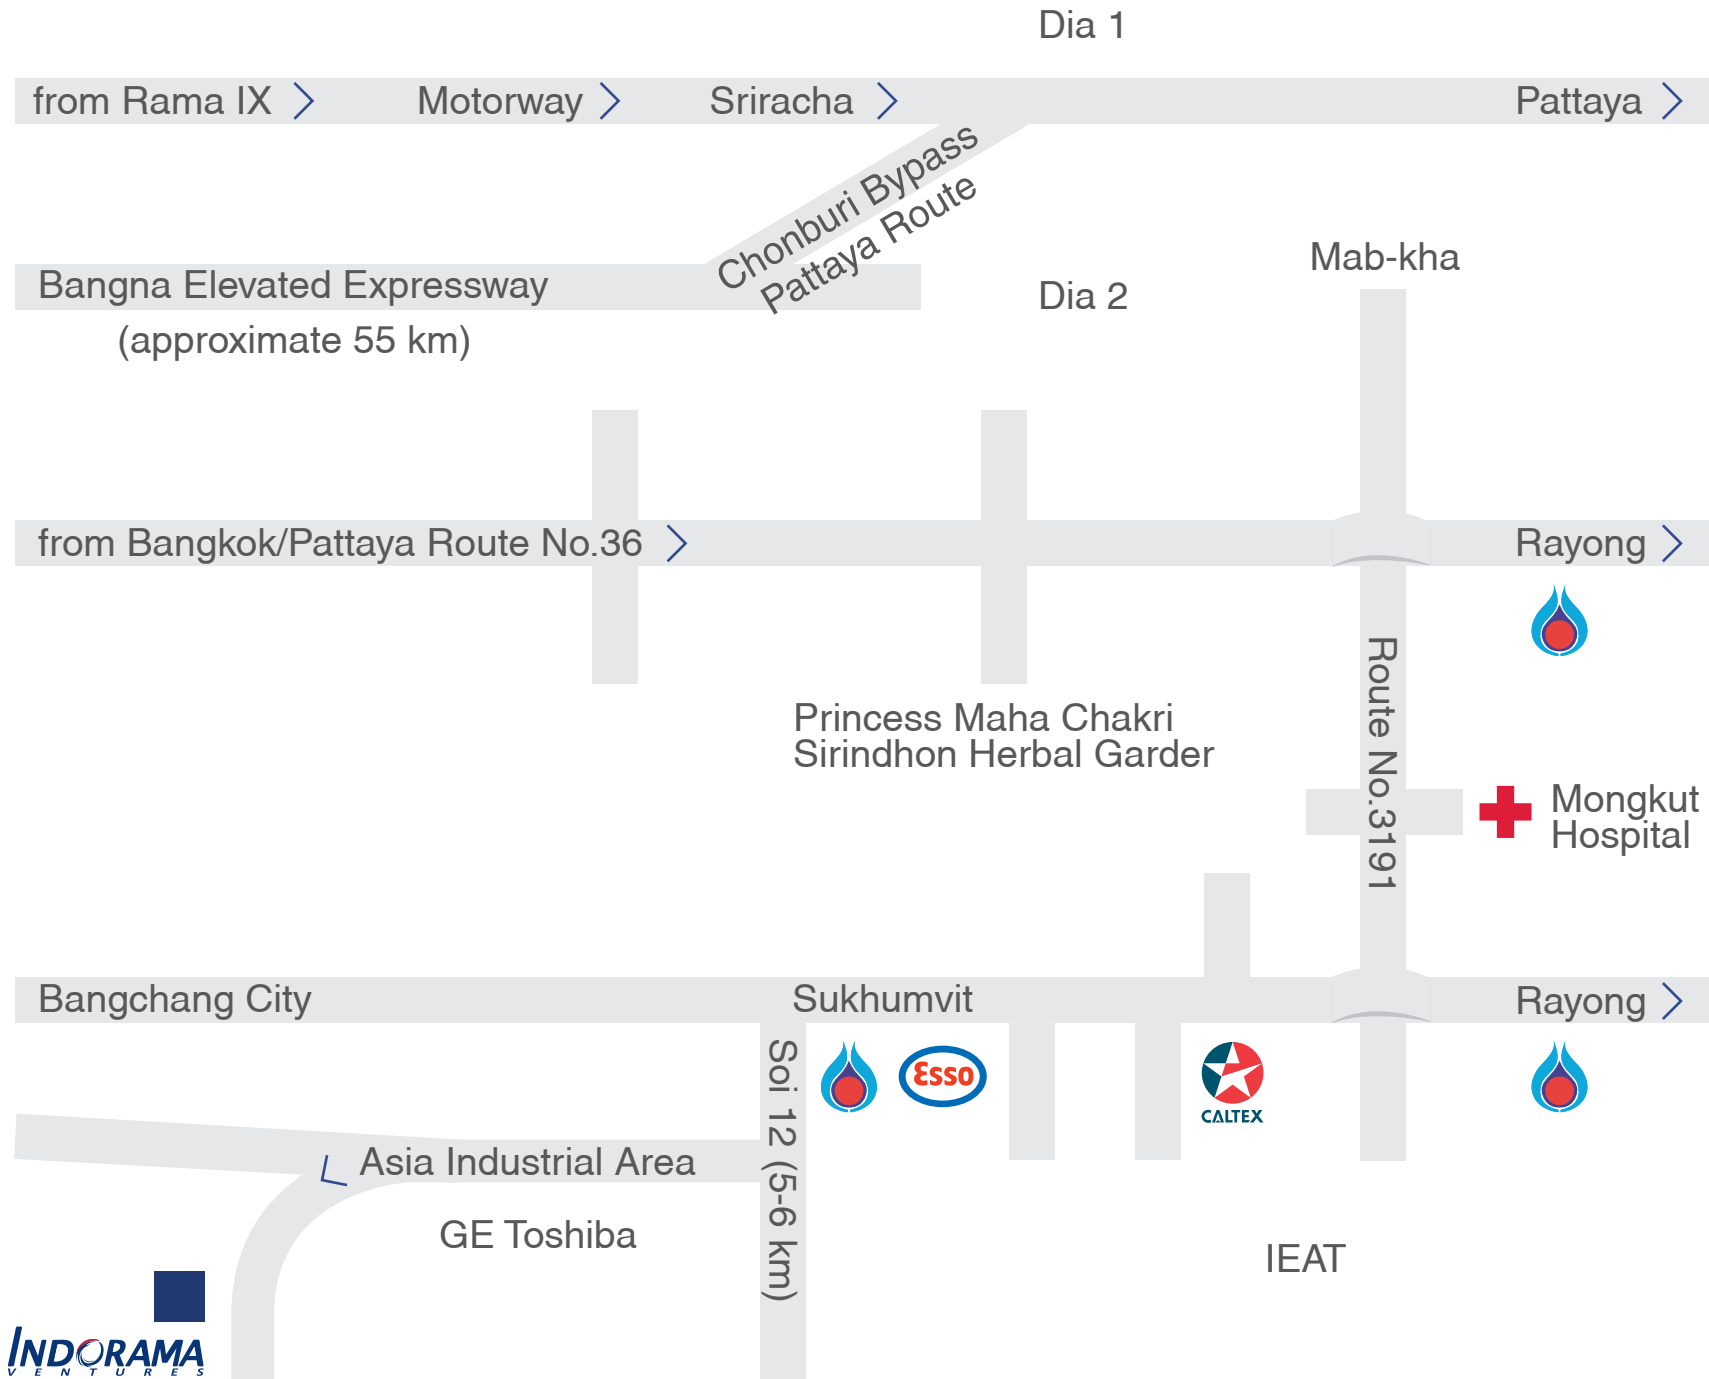 Dia 1
from Rama IX
Motorway
Sriracha
Pattaya
Chonburi Bypass
Pattaya Route
Mab-kha
Bangna Elevated Expressway
Dia 2
(approximate 55 km)
from Bangkok/Pattaya Route No.36
Rayong
Route No.3191
Princess Maha Chakri
Sirindhon Herbal Garder
Mongkut
Hospital
Bangchang City
Sukhumvit
Rayong
Soi 12 (5-6 km)
Esso
CALTEX
Asia Industrial Area
GE Toshiba
IEAT
INDORAMA
VENTURES